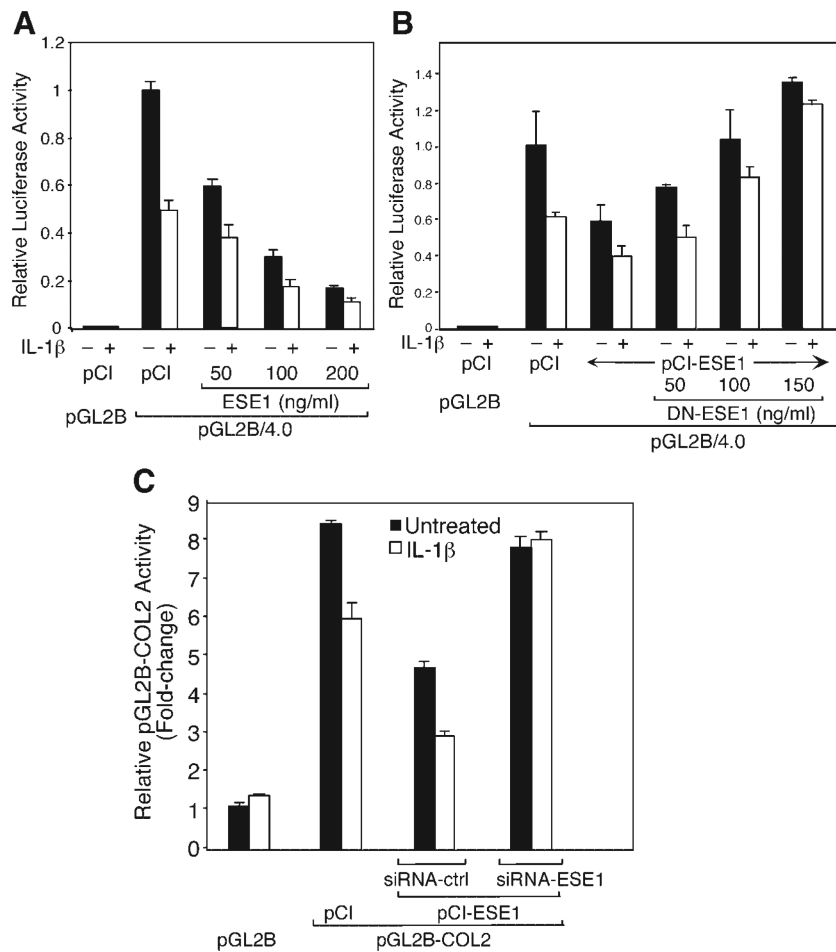 A
Relative Luciferase Activity
1.2
1
0.8
0.6
0.4
0.2
0
IL-1β – + – + – + – + – +
pCI pCI 50 100 200
ESE1 (ng/ml)
pGL2B pGL2B/4.0
B
Relative Luciferase Activity
1.4
1.2
1.0
0.8
0.6
0.4
0.2
0
IL-1β – + – + – + – + – + – +
pCI pCI pCI-ESE1
50 100 150
pGL2B DN-ESE1 (ng/ml)
pGL2B/4.0
C
Relative pGL2B-COL2 Activity
(Fold-change)
9
8
7
6
5
4
3
2
1
0
Untreated
IL-1β
siRNA-ctrl siRNA-ESE1
pCI pCI-ESE1
pGL2B pGL2B-COL2